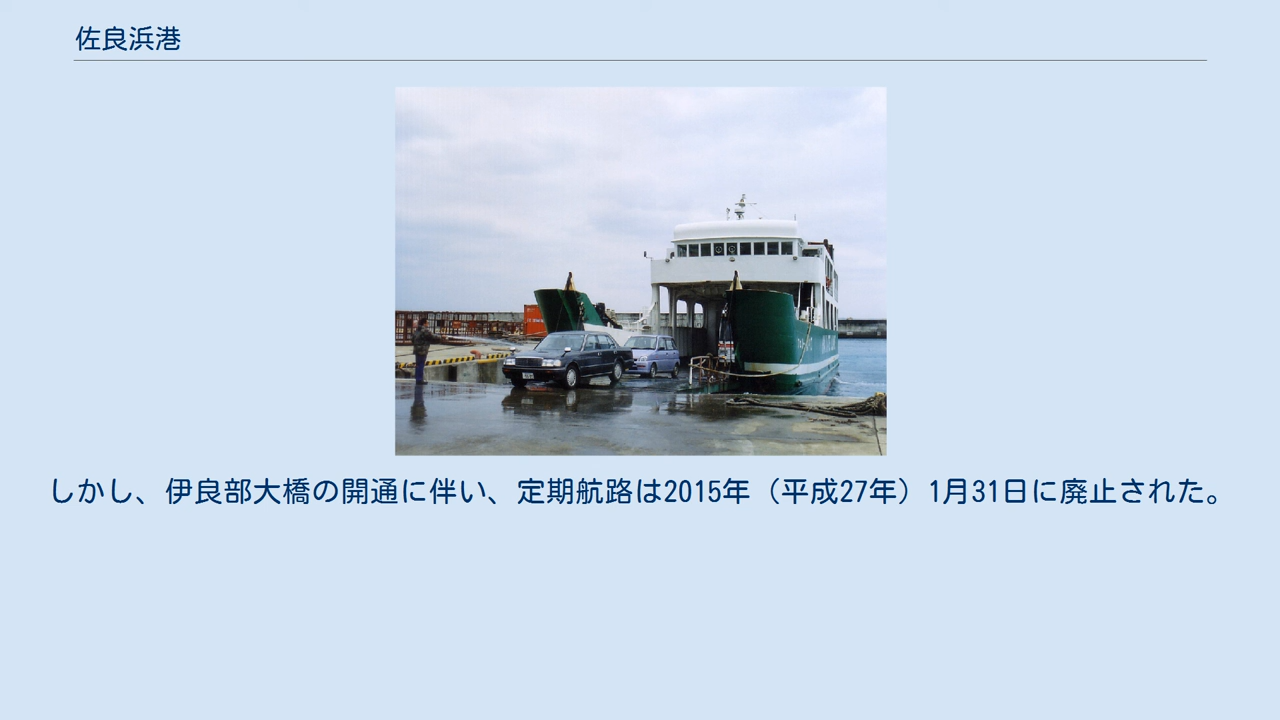 佐良浜港
しかし、伊良部大橋の開通に伴い、定期航路は2015年（平成27年）1月31日に廃止された。